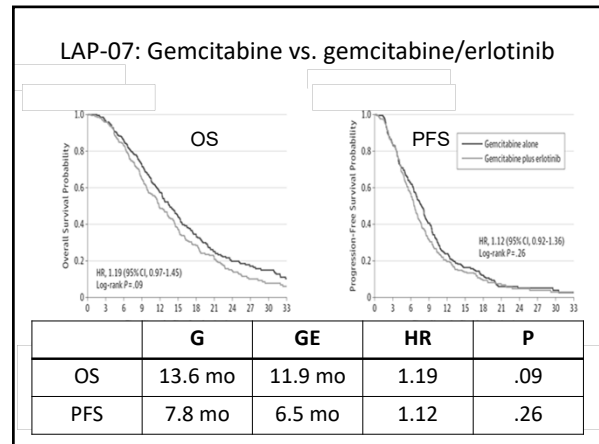 LAP-07: Gemcitabine vs. gemcitabine/erlotinib
OS
Overall Survival Probability
1.0
0.8
0.6
0.4
0.2
0
HR, 1.19 (95% CI, 0.97-1.45)
Log-rank P=.09
0 3 6 9 12 15 18 21 24 27 30 33
PFS
Progression-Free Survival Probability
1.0
0.8
0.6
0.4
0.2
0
Gemcitabine alone
Gemcitabine plus erlotinib
HR, 1.12 (95% CI, 0.92-1.36)
Log-rank P=.26
0 3 6 9 12 15 18 21 24 27 30 33
G GE HR P
OS 13.6 mo 11.9 mo 1.19 .09
PFS 7.8 mo 6.5 mo 1.12 .26